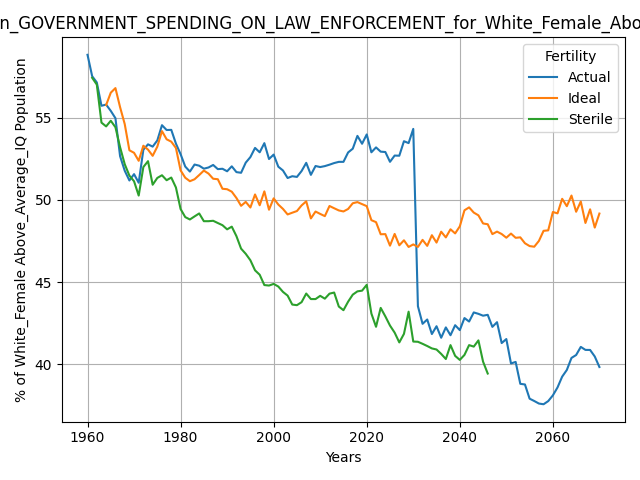 n_GOVERNMENT_SPENDING_ON_LAW_ENFORCEMENT_for_White_Female_Abo
Fertility
Actual
Ideal
Sterile
% of White_Female Above_Average_IQ Population
55
50
45
40
1960
1980
2000
2020
2040
2060
Years